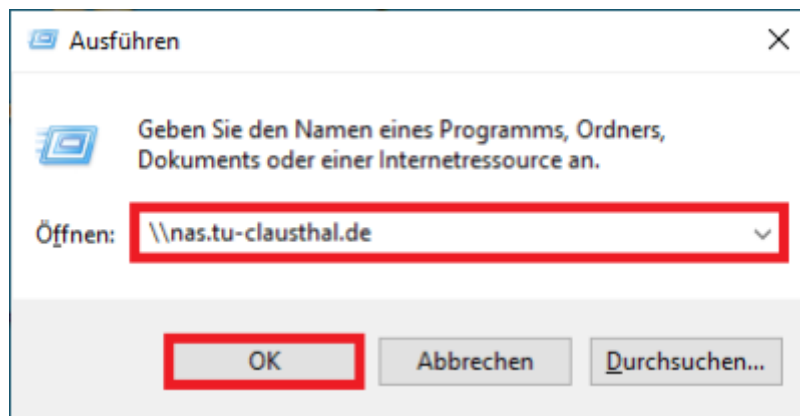 Ausführen
Geben Sie den Namen eines Programms, Ordners,
Dokuments oder einer Internetressource an.
Öffnen: \\nas.tu-clausthal.de
OK Abbrechen Durchsuchen...